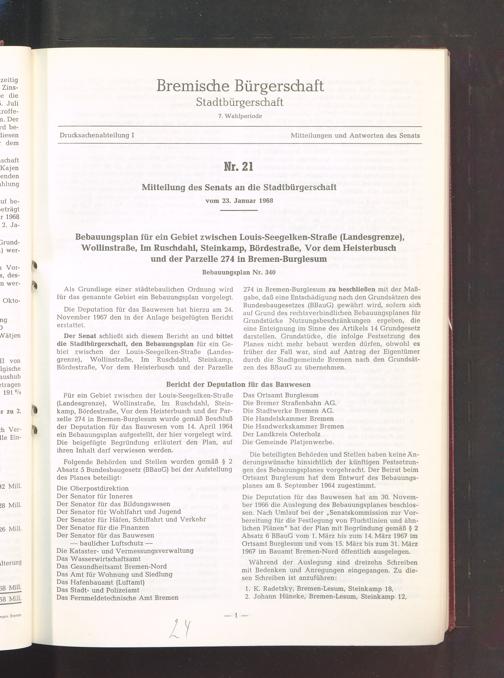 Bremische Bürgerschaft
Stadtbürgerschaft
7. Wahlperiode
Drucksachenabteilung I
Mitteilungen und Antworten des Senats
Nr. 21
Mitteilung des Senats an die Stadtbürgerschaft
vom 23. Januar 1968
Bebauungsplan für ein Gebiet zwischen Louis-Seegelken-Straße (Landesgrenze),
Wollinstraße, Im Ruschdahl, Steinkamp, Bördestraße, Vor dem Heisterbusch
und der Parzelle 274 in Bremen-Burglesum
Bebauungsplan Nr. 340
Als Grundlage einer städtebaulichen Ordnung wird
für das genannte Gebiet ein Bebauungsplan vorgelegt.
Die Deputation für das Bauwesen hat hierzu am 24.
November 1967 den in der Anlage beigefügten Bericht
erstattet.
Der Senat schließt sich diesem Bericht an und bittet
die Stadtbürgerschaft, den Bebauungsplan für ein Ge-
biet zwischen der Louis-Seegelken-Straße (Landes-
grenze), Wollinstraße, Im Ruschdahl, Steinkamp,
Bördestraße, Vor dem Heisterbusch und der Parzelle
274 in Bremen-Burglesum zu beschließen mit der Maß-
gabe, daß eine Entschädigung nach den Grundsätzen des
Bundesbaugesetzes (BBauG) gewährt wird, sofern sich
auf Grund des rechtsverbindlichen Bebauungsplanes für
Grundstücke Nutzungsbeschränkungen ergeben, die
eine Enteignung im Sinne des Artikels 14 Grundgesetz
darstellen. Grundstücke, die infolge Festsetzung des
Planes nicht mehr bebaut werden dürfen, obwohl es
früher der Fall war, sind auf Antrag der Eigentümer
durch die Stadtgemeinde Bremen nach den Grundsät-
zen des BBauG zu übernehmen.
Bericht der Deputation für das Bauwesen
Für ein Gebiet zwischen der Louis-Seegelken-Straße
(Landesgrenze), Wollinstraße, Im Ruschdahl, Stein-
kamp, Bördestraße, Vor dem Heisterbusch und der Par-
zelle 274 in Bremen-Burglesum wurde gemäß Beschluß
der Deputation für das Bauwesen vom 14. April 1964
ein Bebauungsplan aufgestellt, der hier vorgelegt wird.
Die beigefügte Begründung erläutert den Plan, auf
ihren Inhalt darf verwiesen werden.
Folgende Behörden und Stellen wurden gemäß § 2
Absatz 5 Bundesbaugesetz (BBauG) bei der Aufstellung
des Planes beteiligt:
Die Oberpostdirektion
Der Senator für Inneres
Der Senator für das Bildungswesen
Der Senator für Wohlfahrt und Jugend
Der Senator für Häfen, Schiffahrt und Verkehr
Der Senator für die Finanzen
Der Senator für das Bauwesen
— baulicher Luftschutz —
Die Kataster- und Vermessungsverwaltung
Das Wasserwirtschaftsamt
Das Gesundheitsamt Bremen-Nord
Das Amt für Wohnung und Siedlung
Das Hafenbauamt (Luftamt)
Das Stadt- und Polizeiamt
Das Fernmeldetechnische Amt Bremen
Das Ortsamt Burglesum
Die Bremer Straßenbahn AG.
Die Stadtwerke Bremen AG.
Die Handelskammer Bremen
Die Handwerkskammer Bremen
Der Landkreis Osterholz
Die Gemeinde Platjenwerbe.
Die beteiligten Behörden und Stellen haben keine Än-
derungswünsche hinsichtlich der künftigen Festsetzun-
gen des Bebauungsplanes vorgebracht. Der Beirat beim
Ortsamt Burglesum hat dem Entwurf des Bebauungs-
planes am 8. September 1964 zugestimmt.
Die Deputation für das Bauwesen hat am 30. Novem-
ber 1966 die Auslegung des Bebauungsplanes beschlos-
sen. Nach Umlauf bei der „Senatskommission zur Vor-
bereitung für die Festlegung von Fluchtlinien und ähn-
lichen Plänen" hat der Plan mit Begründung gemäß § 2
Absatz 6 BBauG vom 1. März bis zum 14. März 1967 im
Ortsamt Burglesum und vom 15. März bis zum 31. März
1967 im Bauamt Bremen-Nord öffentlich ausgelegen.
Während der Auslegung sind dreizehn Schreiben
mit Bedenken und Anregungen eingegangen. Zu die-
sen Schreiben ist anzuführen:
1. K. Radetzky, Bremen-Lesum, Steinkamp 18,
2. Johann Hüneke, Bremen-Lesum, Steinkamp 12,
— 1 —
24